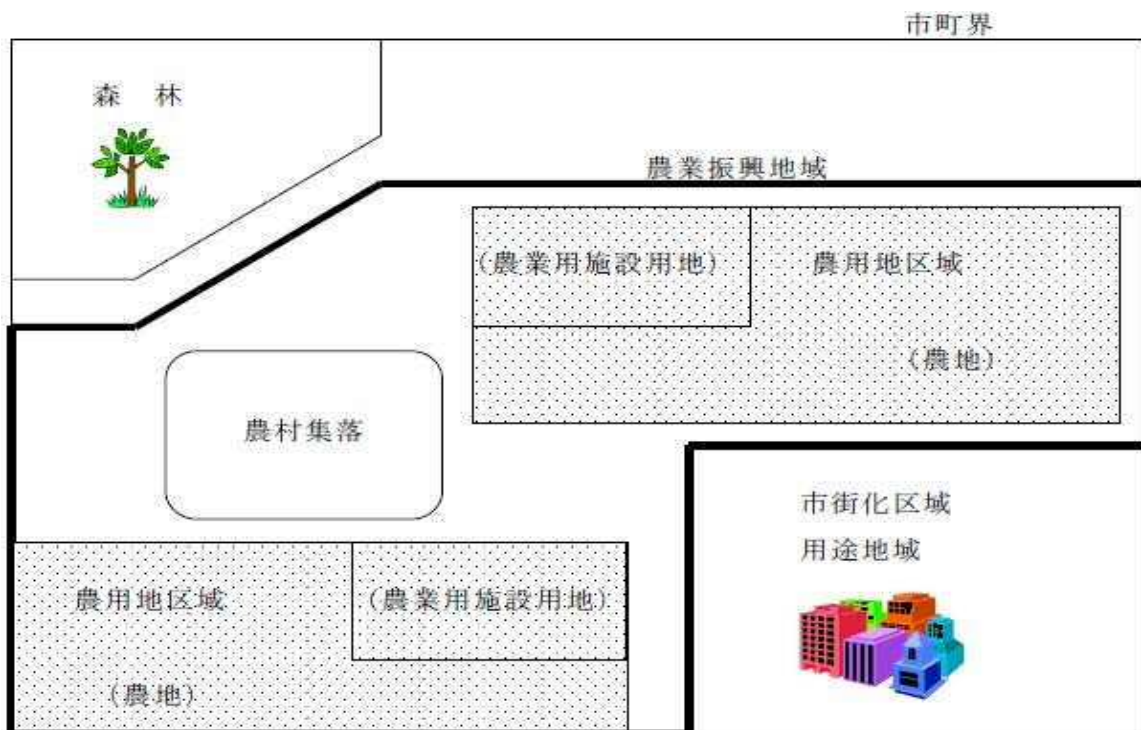 市町界
森 林
農業振興地域
(農業用施設用地)
農用地区域
(農地)
農村集落
市街化区域
用途地域
農用地区域
(農業用施設用地)
(農地)